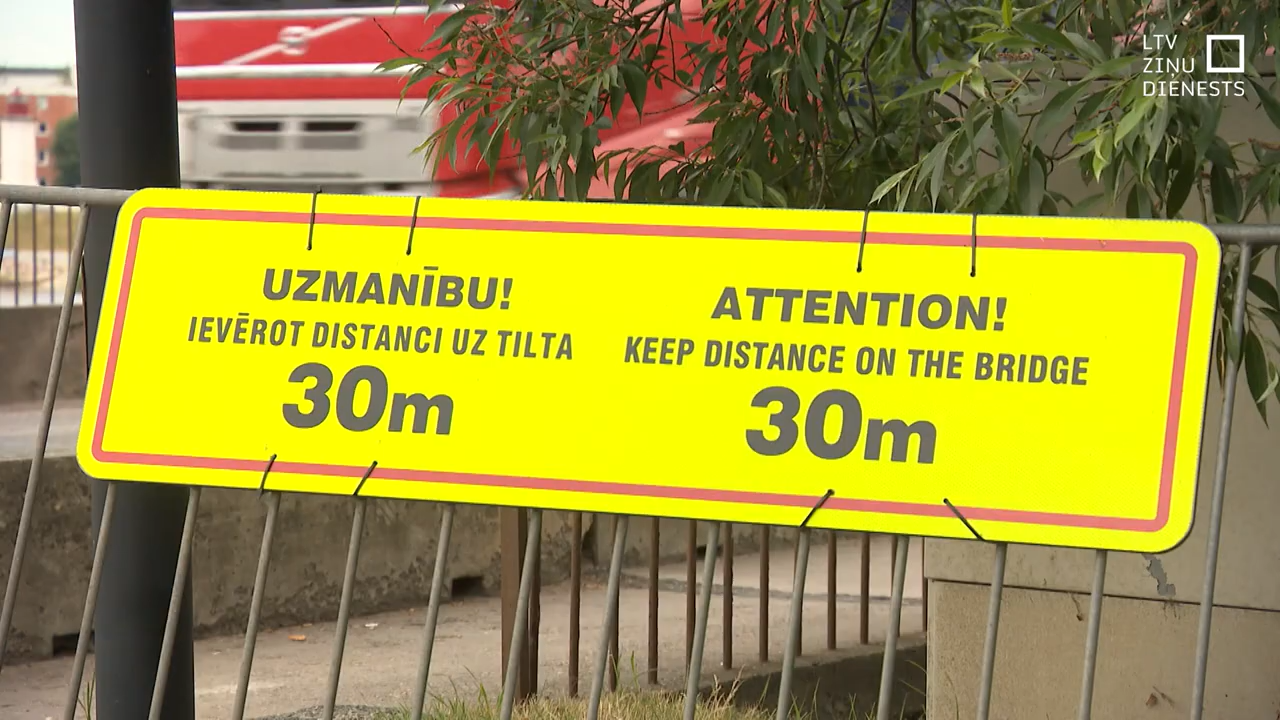 LTV
ZIŅU
DIENESTS
UZMANĪBU!
IEVĒROT DISTANCI UZ TILTA
30m
ATTENTION!
KEEP DISTANCE ON THE BRIDGE
30m